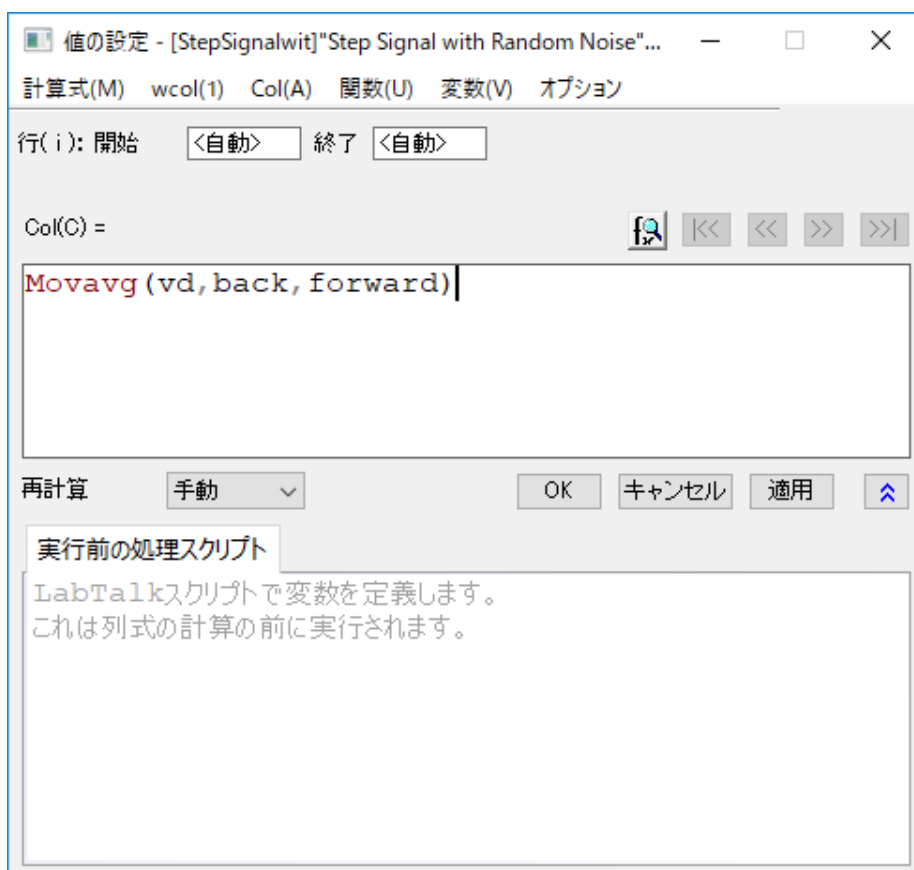 値の設定 - [StepSignalwit]"Step Signal with Random Noise"...
計算式(M) wcol(1) Col(A) 関数(U) 変数(V) オプション
行(i): 開始 <自動> 終了 <自動>
Col(C) =
|<< << >> >>|
Movavg(vd,back,forward)
再計算 手動 OK キャンセル 適用
実行前の処理スクリプト
LabTalkスクリプトで変数を定義します。
これは列式の計算の前に実行されます。